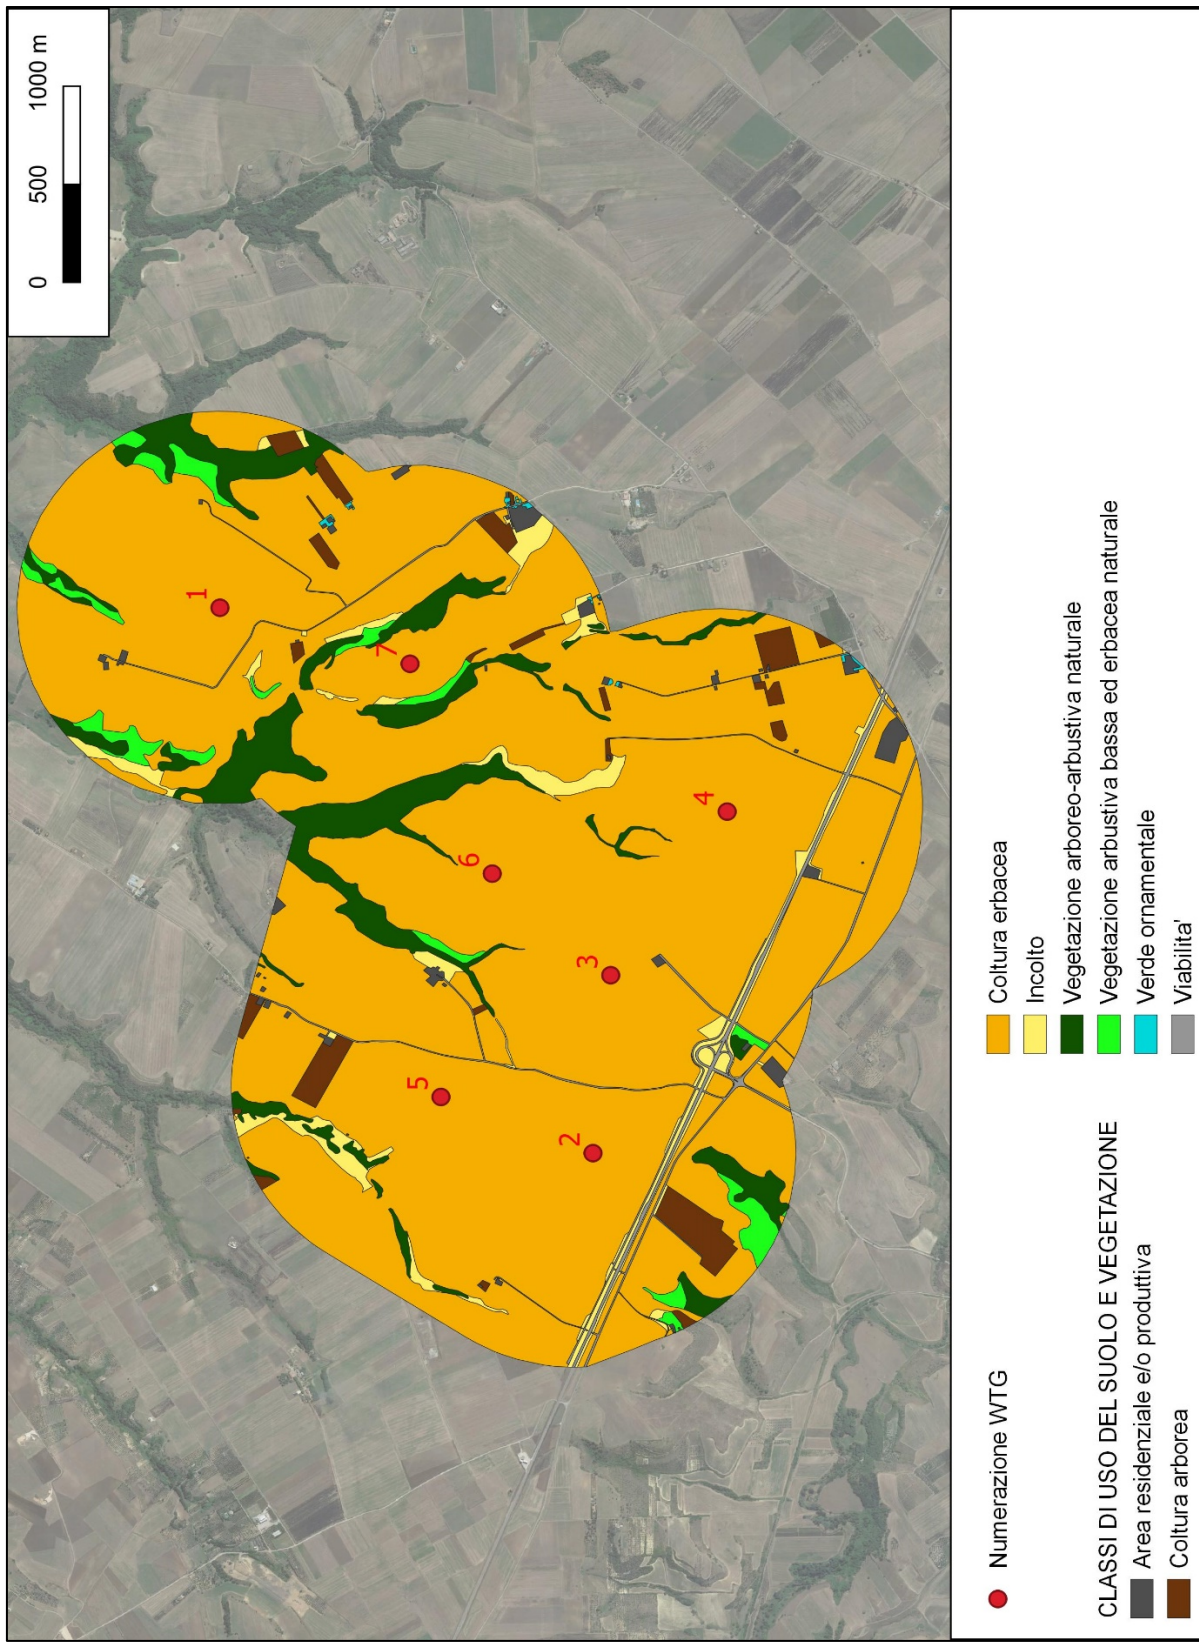 0 500 1000 m
1
7
6
4
3
5
2
Numerazione WTG
CLASSI DI USO DEL SUOLO E VEGETAZIONE
Area residenziale e/o produttiva
Coltura arborea
Coltura erbacea
Incolto
Vegetazione arboreo-arbustiva naturale
Vegetazione arbustiva bassa ed erbacea naturale
Verde ornamentale
Viabilita'